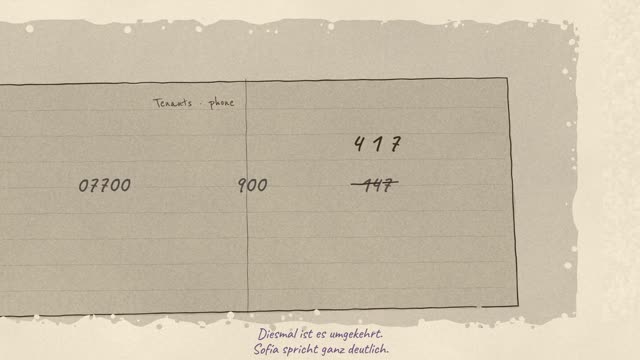 Tenants · phone
4 1 7
07700 900 147
Diesmal ist es umgekehrt.
Sofia spricht ganz deutlich.